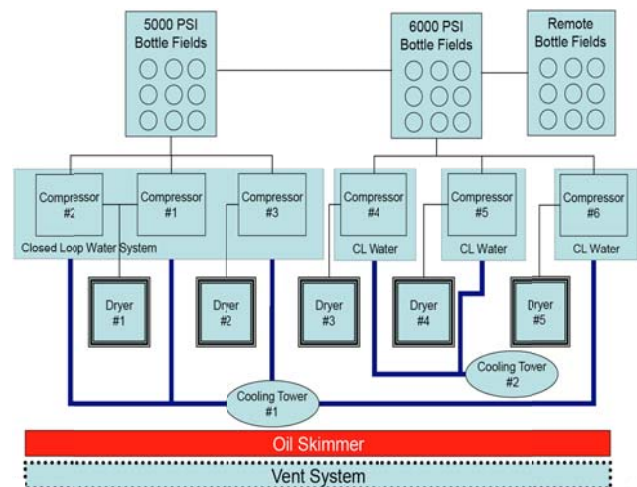 5000 PSI
Bottle Fields
6000 PSI
Bottle Fields
Remote
Bottle Fields
Compressor
#2
Compressor
#1
Compressor
#3
Compressor
#4
Compressor
#5
Compressor
#6
Closed Loop Water System
CL Water
CL Water
CL Water
Dryer
#1
Dryer
#2
Dryer
#3
Dryer
#4
Dryer
#5
Cooling Tower
#1
Cooling Tower
#2
Oil Skimmer
Vent System